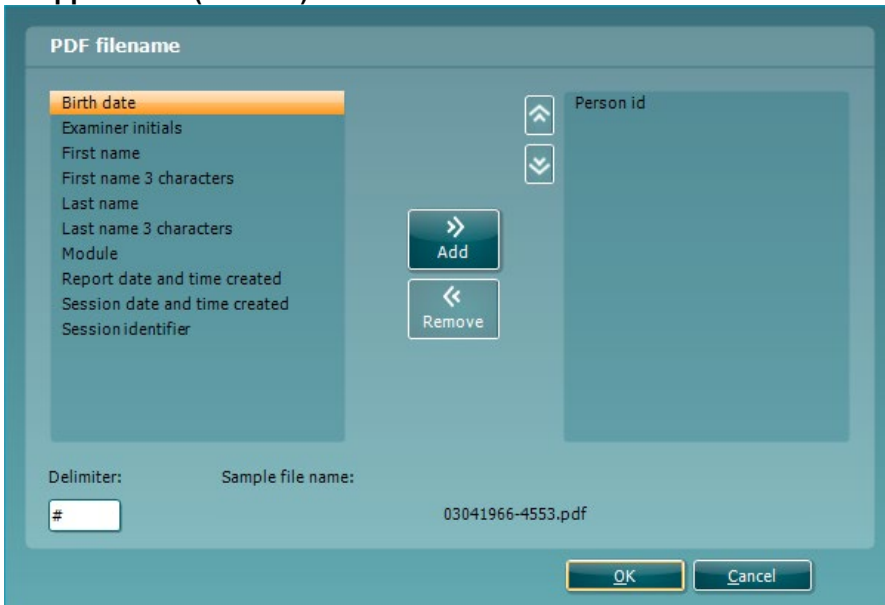 PDF filename
Birth date
Examiner initials
First name
First name 3 characters
Last name
Last name 3 characters
Module
Report date and time created
Session date and time created
Session identifier
Add
Remove
Person id
Delimiter:
Sample file name:
#
03041966-4553.pdf
OK
Cancel